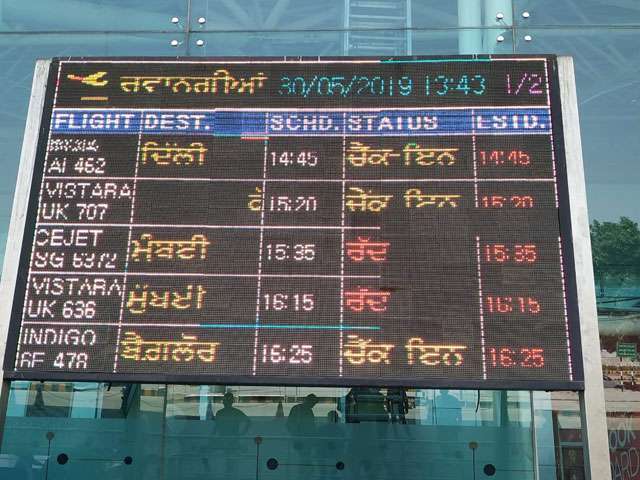 ਰਵਾਨਗੀਆਂ 30/05/2019 13:43 1/2
FLIGHT DEST. SCHD. STATUS ESTD.
AI 462 ਦਿੱਲੀ 14:45 ਚੈੱਕ-ਇਨ 14:45
VISTARA
UK 707 15:20 ਚੈੱਕ ਇਨ 15:20
CEJET
SG 6372 ਮੁੰਬਈ 15:35 ਰੱਦ 15:35
VISTARA
UK 636 ਮੁੰਬਈ 16:15 ਰੱਦ 16:15
INDIGO
6E 478 ਬੈਂਗਲੋਰ 16:25 ਚੈੱਕ ਇਨ 16:25